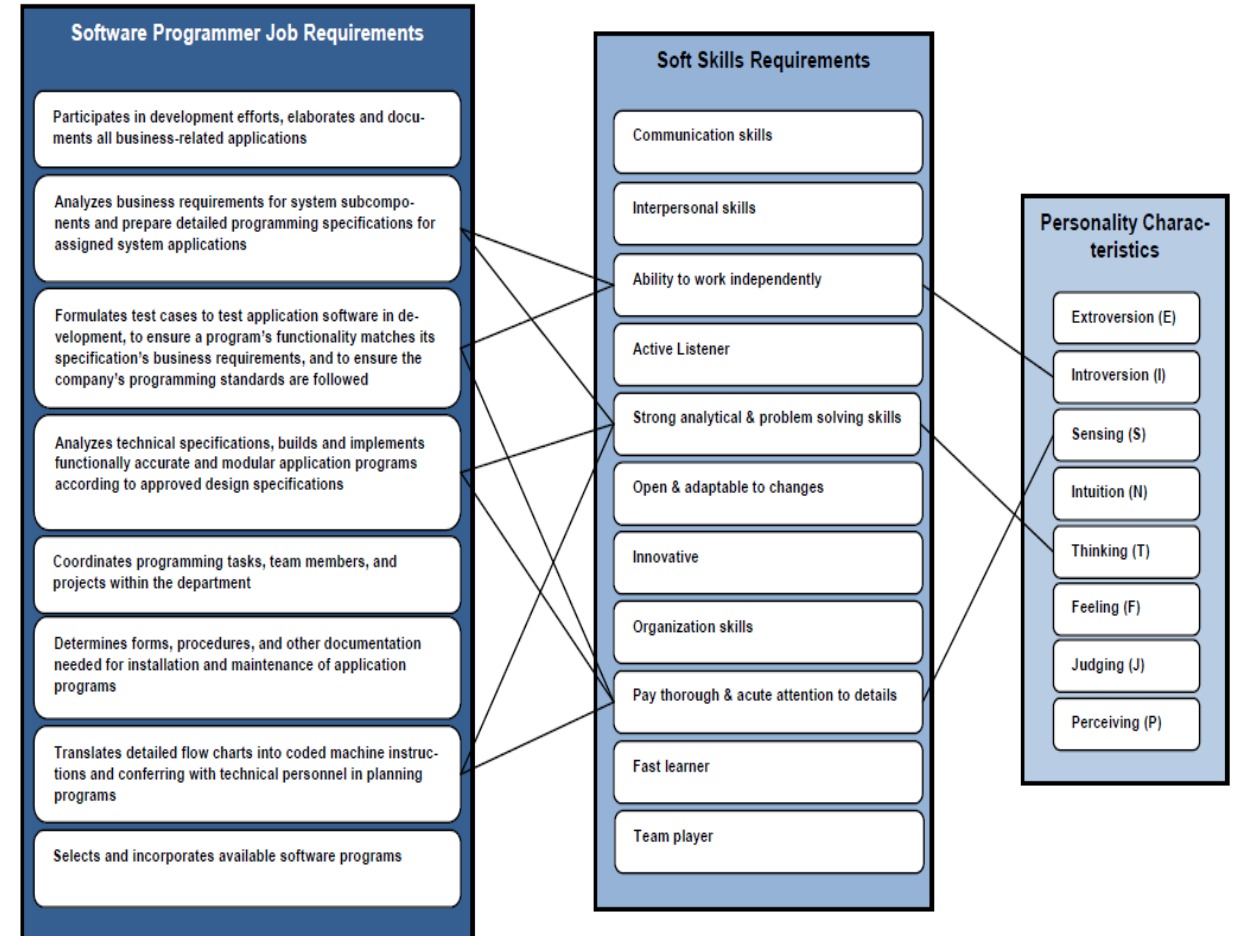 Software Programmer Job Requirements
Participates in development efforts, elaborates and docu-
ments all business-related applications
Analyzes business requirements for system subcompo-
nents and prepare detailed programming specifications for
assigned system applications
Formulates test cases to test application software in de-
velopment, to ensure a program's functionality matches its
specification's business requirements, and to ensure the
company's programming standards are followed
Analyzes technical specifications, builds and implements
functionally accurate and modular application programs
according to approved design specifications
Coordinates programming tasks, team members, and
projects within the department
Determines forms, procedures, and other documentation
needed for installation and maintenance of application
programs
Translates detailed flow charts into coded machine instruc-
tions and conferring with technical personnel in planning
programs
Selects and incorporates available software programs
Soft Skills Requirements
Communication skills
Interpersonal skills
Ability to work independently
Active Listener
Strong analytical & problem solving skills
Open & adaptable to changes
Innovative
Organization skills
Pay thorough & acute attention to details
Fast learner
Team player
Personality Charac-
teristics
Extroversion (E)
Introversion (I)
Sensing (S)
Intuition (N)
Thinking (T)
Feeling (F)
Judging (J)
Perceiving (P)